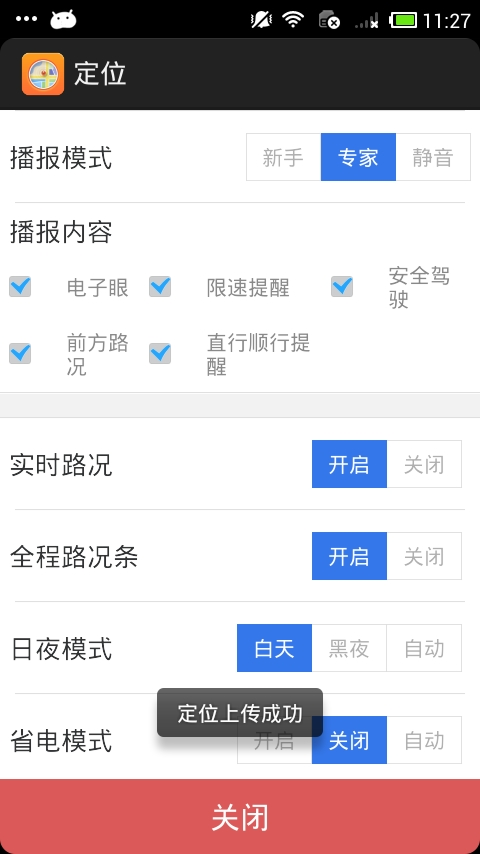 11:27
定位
播报模式
新手 专家 静音
播报内容
电子眼 限速提醒 安全驾
驶
前方路
况
直行顺行提
醒
实时路况
开启 关闭
全程路况条
开启 关闭
日夜模式
白天 黑夜 自动
定位上传成功
省电模式
开启 关闭 自动
关闭